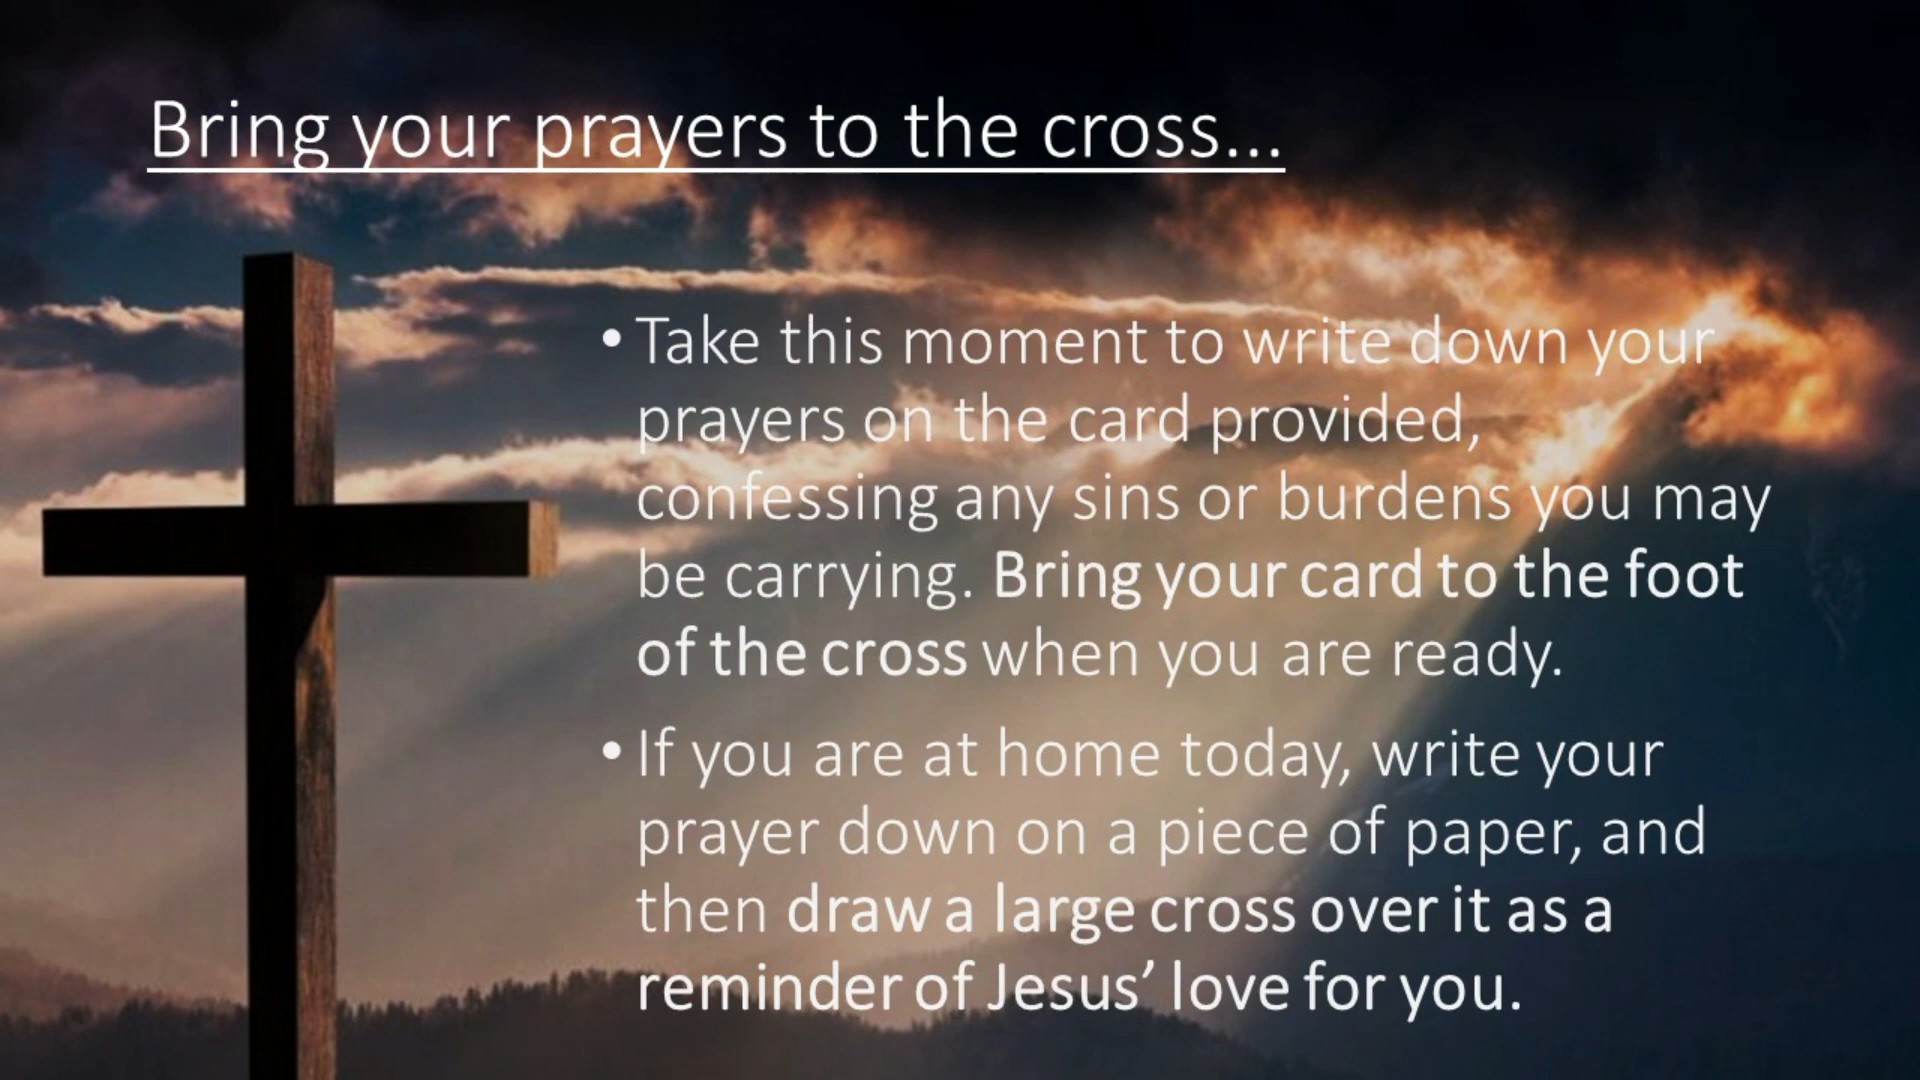 Bring your prayers to the cross...
• Take this moment to write down your
prayers on the card provided,
confessing any sins or burdens you may
be carrying. Bring your card to the foot
of the cross when you are ready.
• If you are at home today, write your
prayer down on a piece of paper, and
then draw a large cross over it as a
reminder of Jesus’ love for you.